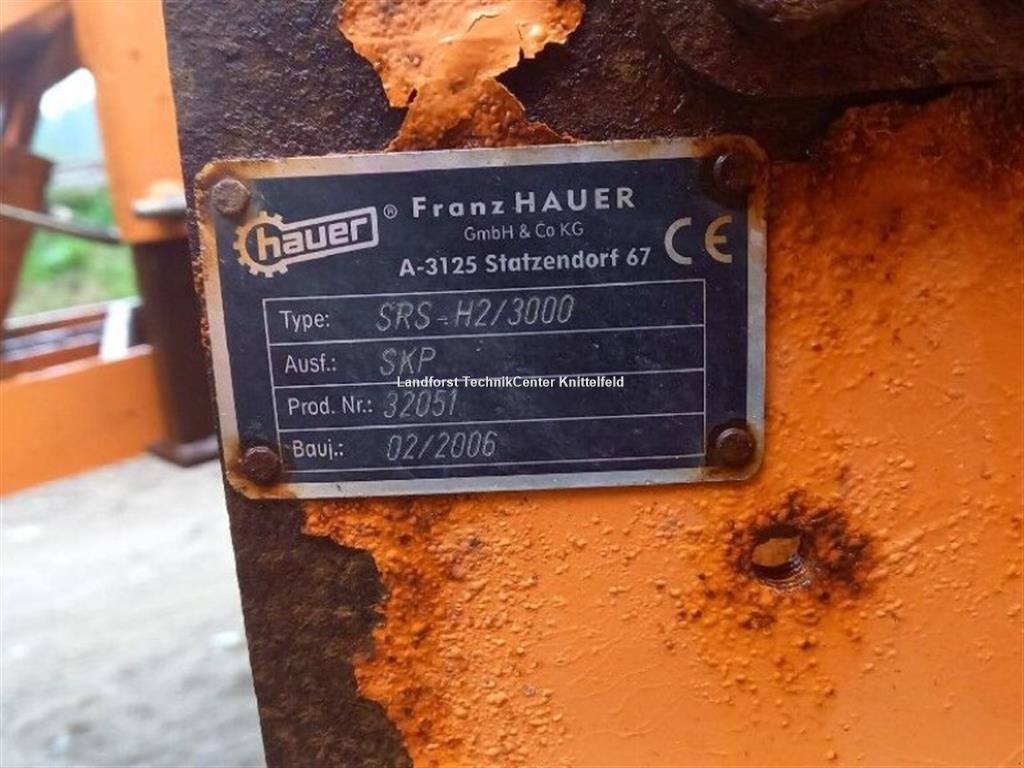 hauer ® Franz HAUER
GmbH & Co KG
A-3125 Statzendorf 67
CE
Type: SRS-H2/3000
Ausf.: SKP
Landforst TechnikCenter Knittelfeld
Prod. Nr.: 32051
Bauj.: 02/2006